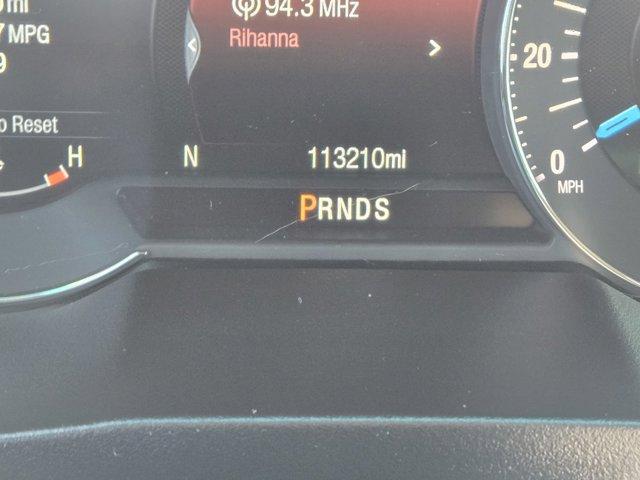 94.3 MHz
MPG
Rihanna
20
Reset
H
N
113210mi
0
MPH
PRNDS